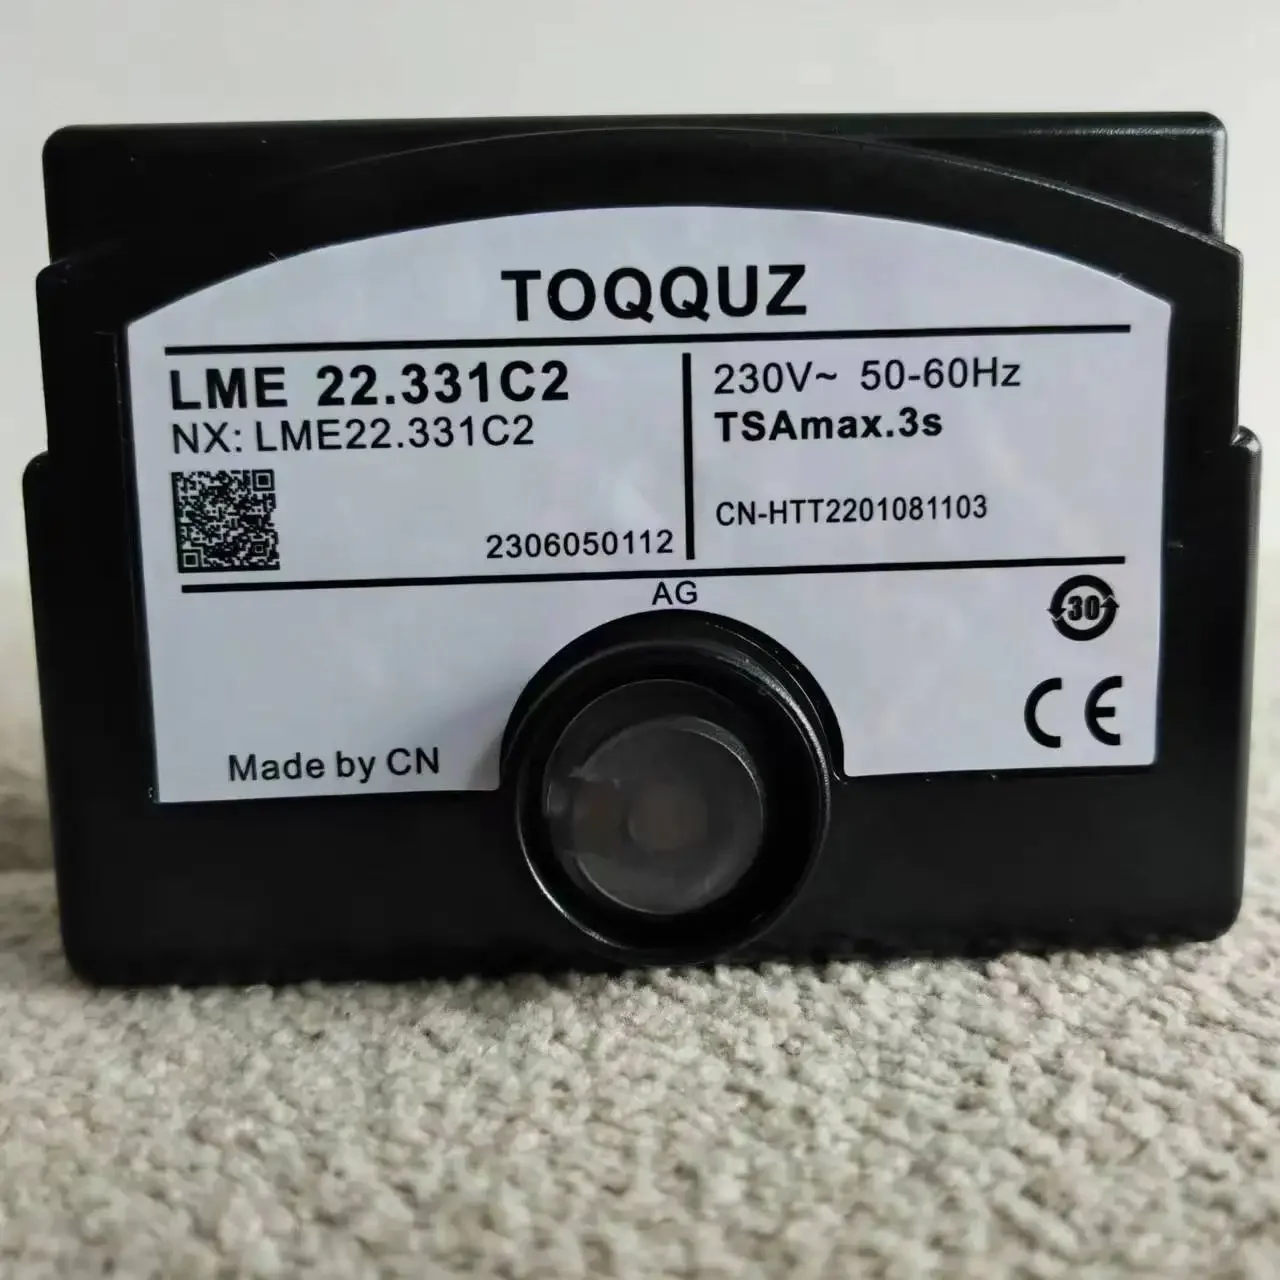 TOQQUZ
LME 22.331C2
NX: LME22.331C2
2306050112
230V~ 50-60Hz
TSAmax.3s
CN-HTT2201081103
AG
30
CE
Made by CN